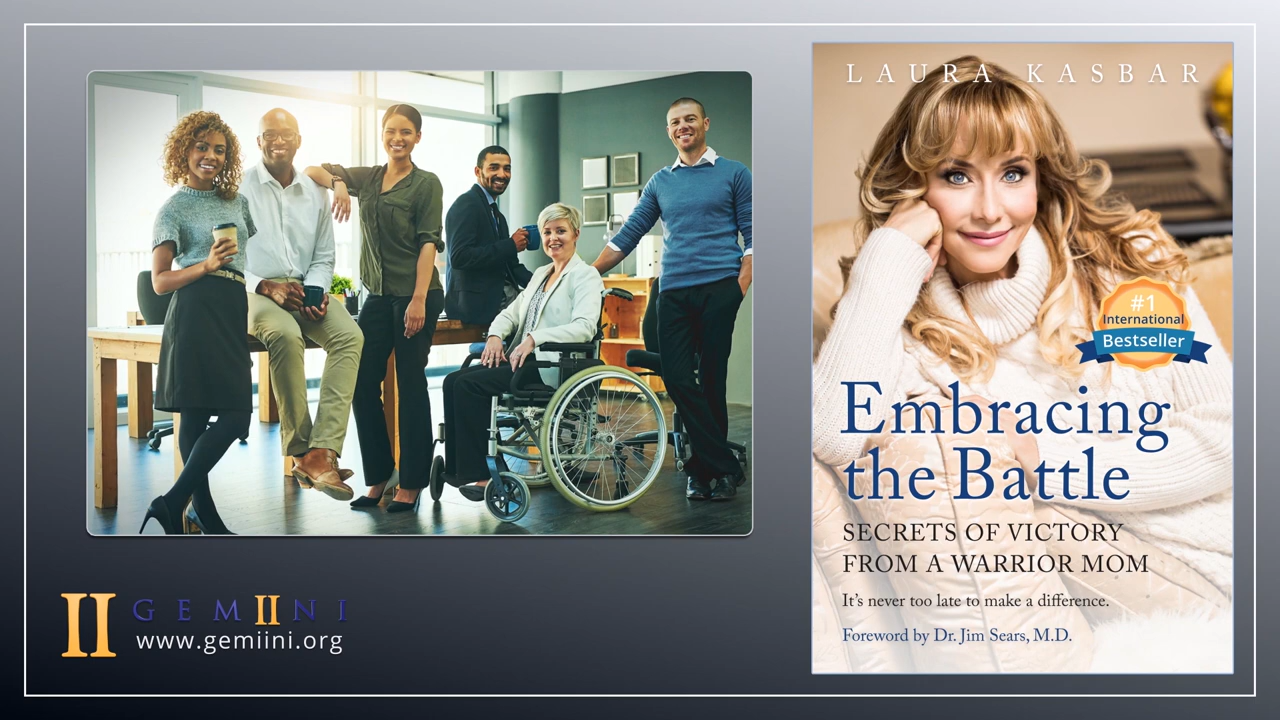 LAURA KASBAR
#1
International
Bestseller
Embracing
the Battle
SECRETS OF VICTORY
FROM A WARRIOR MOM
It's never too late to make a difference.
Foreword by Dr. Jim Sears, M.D.
II GEMIINI
www.gemiini.org